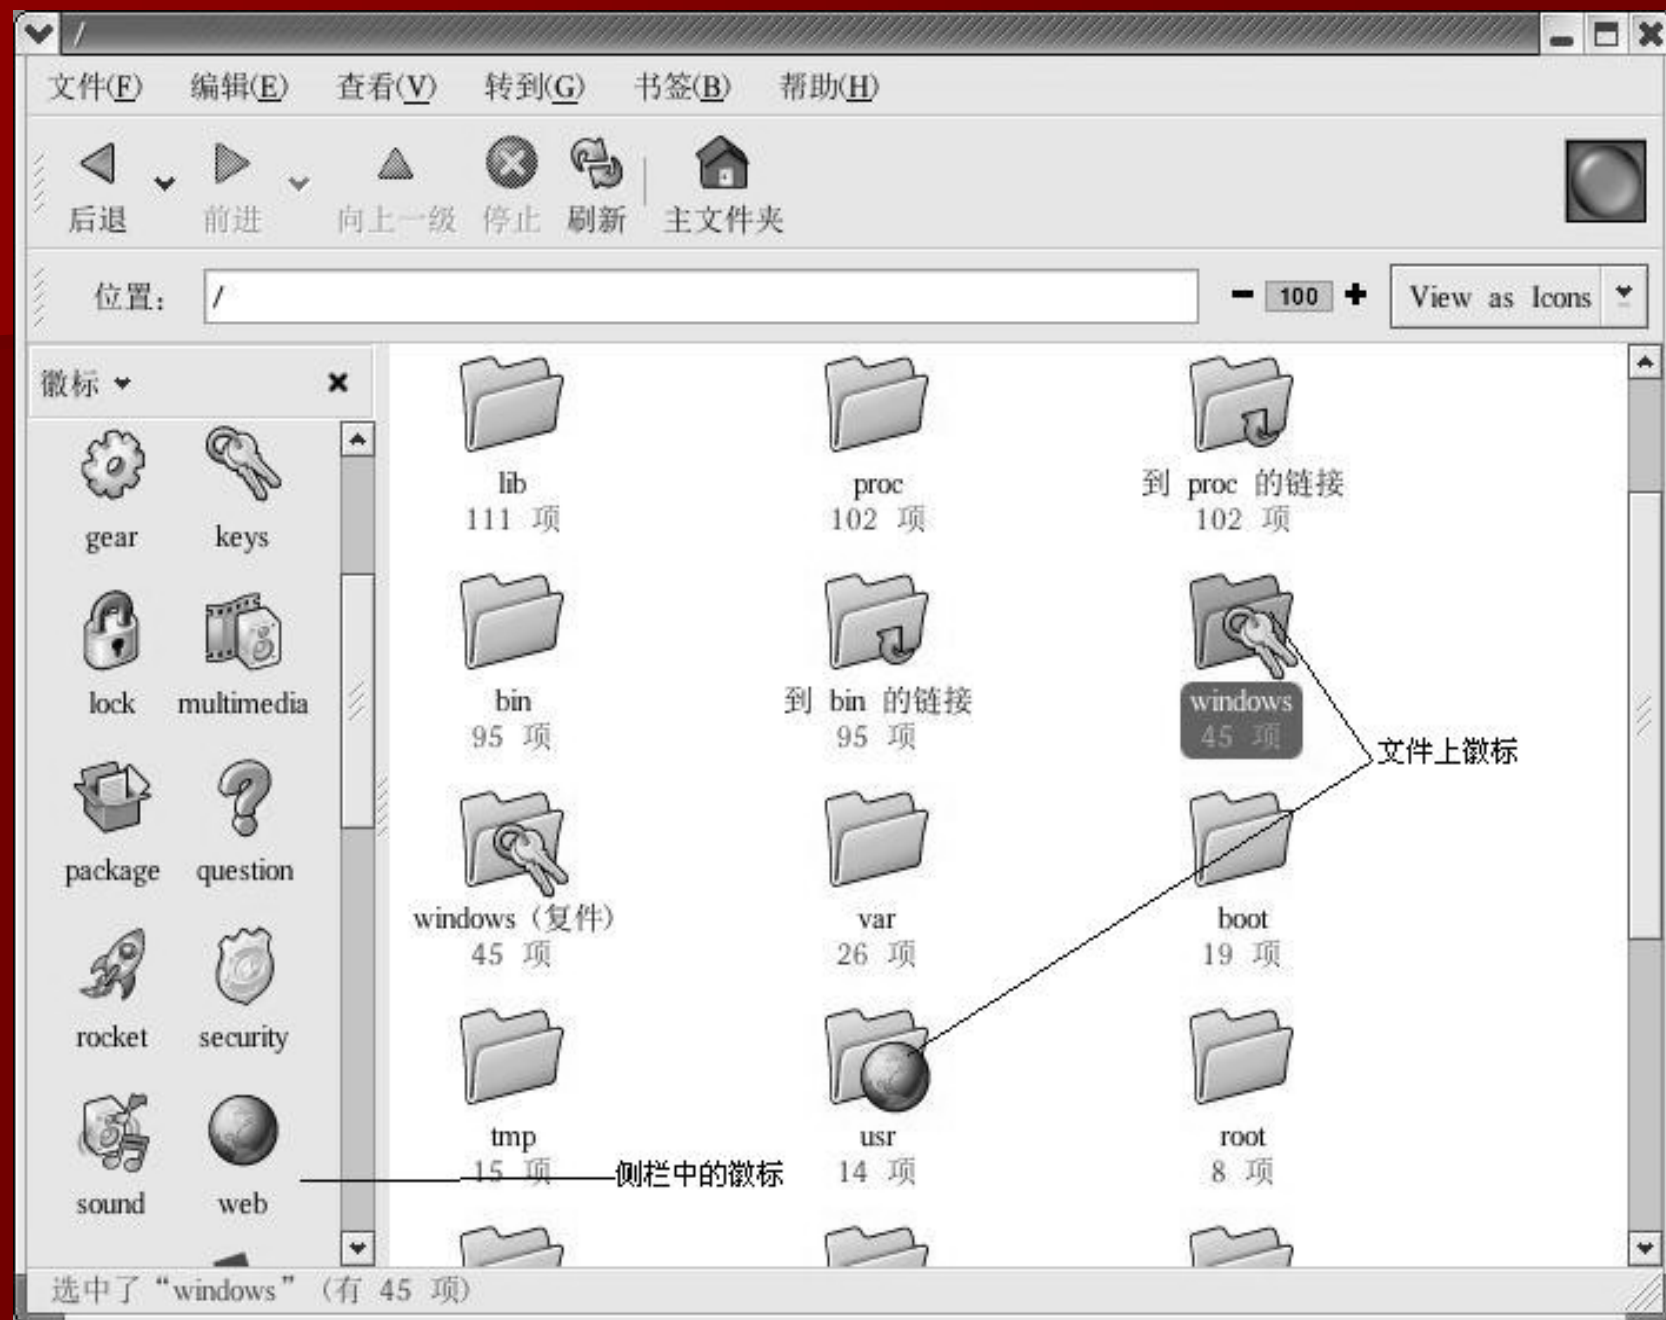 /
文件(F) 编辑(E) 查看(V) 转到(G) 书签(B) 帮助(H)
后退 前进 向上一级 停止 刷新 主文件夹
位置: / 100 View as Icons
徽标
gear keys
lock multimedia
package question
rocket security
sound web
lib proc 到 proc 的链接
111 项 102 项 102 项
bin 到 bin 的链接 windows
95 项 95 项 45 项
文件上徽标
windows (复件) var boot
45 项 26 项 19 项
tmp usr root
15 项 14 项 8 项
侧栏中的徽标
选中了“windows” (有 45 项)